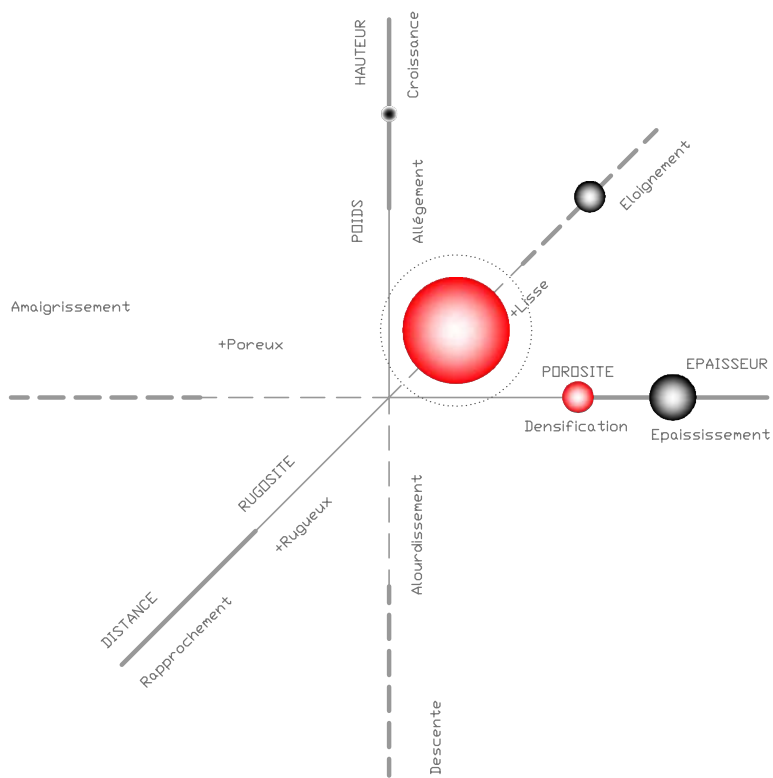 HAUTEUR
Croissance
POIDS
Allégement
Eloignement
+Lisse
Amaigrissement
+Poreux
POROSITE
EPAISSEUR
Densification
Epaississement
RUGOSITE
+Rugueux
Alourdissement
DISTANCE
Rapprochement
Descente